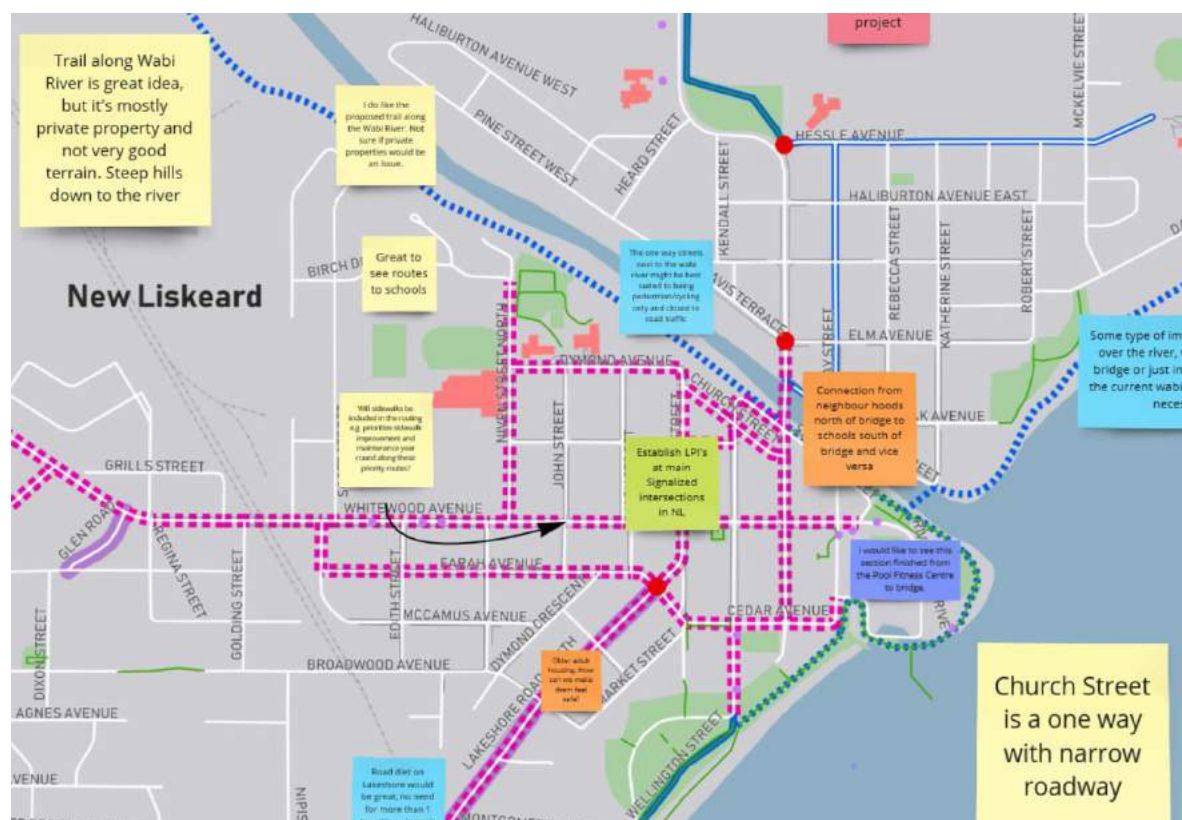 project
Trail along Wabi
River is great idea,
but it's mostly
private property and
not very good
terrain. Steep hills
down to the river
I do like the
proposed trail along
the Wabi River. Not
sure if private
properties would be
an issue.
HALIBURTON AVENUE WEST
PINE STREET WEST
HEARD STREET
KENDALL STREET
HESSLE AVENUE
MCKELVIE STREET
HALIBURTON AVENUE EAST
REBECCA STREET
KATHERINE STREET
ROBERT STREET
BIRCH
Great to
see routes
to schools
The one way streets
next to the wabi
river might be best
suited to being
pedestrian/cycling
only and closed to
road traffic
AVIS TERRACE
ELM AVENUE
New Liskeard
NIVEN STREET NORTH
DYMOND AVENUE
CHURCH STREET
Some type of im
over the river,
bridge or just in
the current wabi
neces
Will sidewalks be
included in the routing
e.g. prioritize sidewalk
improvement and
maintenance year
round along these
priority routes?
Connection from
neighbour hoods
north of bridge to
schools south of
bridge and vice
versa
AK AVENUE
JOHN STREET
Establish LPI's
at main
Signalized
intersections
in NL
GRILLS STREET
WHITEWOOD AVENUE
GLEN ROAD
REGINA STREET
GOLDING STREET
EDITH STREET
FARAH AVENUE
MCCAMUS AVENUE
DYMOND CRESCENT
CEDAR AVENUE
I would like to see this
section finished from
the Pool Fitness Centre
to bridge.
DRIVE
DIXON STREET
BROADWOOD AVENUE
Older adult
housing. How
can we make
them feel
safe?
MARKET STREET
LAKESHORE ROAD
AGNES AVENUE
WELLINGTON STREET
Church Street
is a one way
with narrow
roadway
Road diet on
Lakeshore would
be great, no need
for more than 1
AVENUE
NIPIS
MONTGOMERY